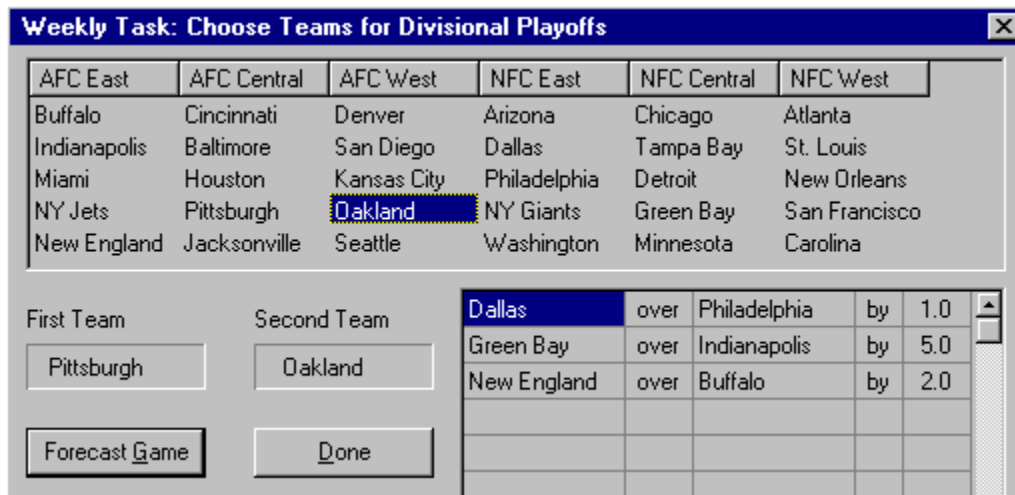 Weekly Task: Choose Teams for Divisional Playoffs
AFC East AFC Central AFC West NFC East NFC Central NFC West
Buffalo Cincinnati Denver Arizona Chicago Atlanta
Indianapolis Baltimore San Diego Dallas Tampa Bay St. Louis
Miami Houston Kansas City Philadelphia Detroit New Orleans
NY Jets Pittsburgh Oakland NY Giants Green Bay San Francisco
New England Jacksonville Seattle Washington Minnesota Carolina
First Team Second Team
Pittsburgh Oakland
Forecast Game Done
Dallas over Philadelphia by 1.0
Green Bay over Indianapolis by 5.0
New England over Buffalo by 2.0